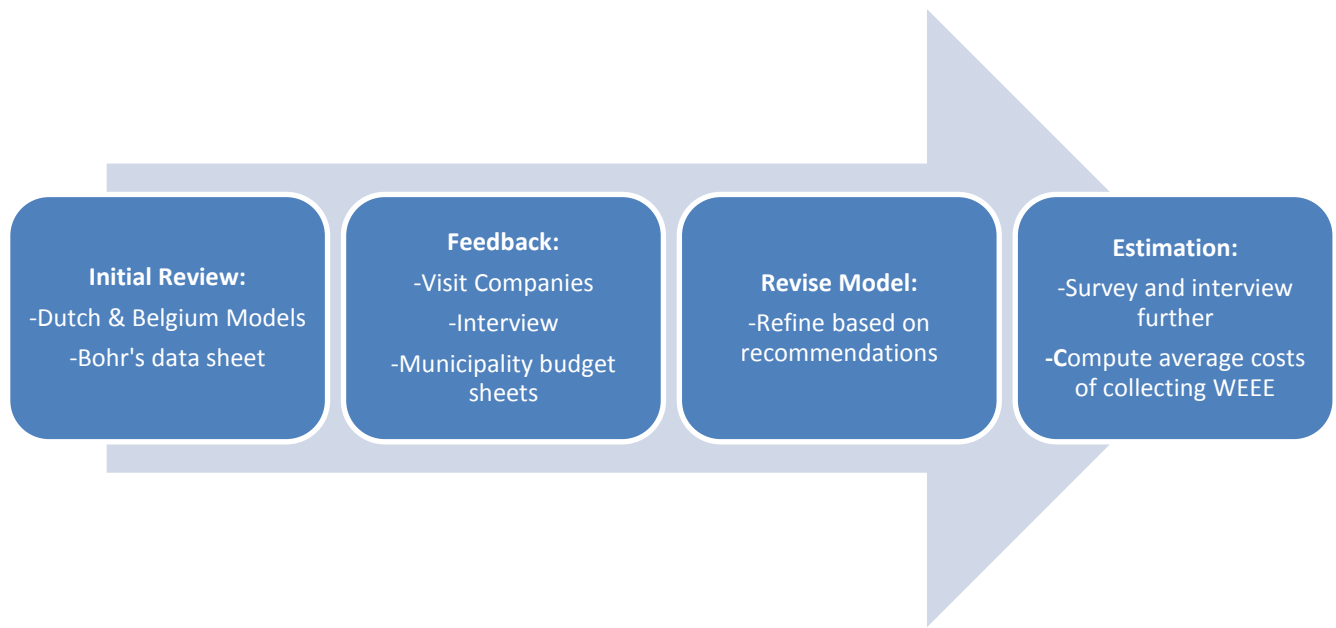 Initial Review:
-Dutch & Belgium Models
-Bohr's data sheet
Feedback:
-Visit Companies
-Interview
-Municipality budget
sheets
Revise Model:
-Refine based on
recommendations
Estimation:
-Survey and interview
further
-Compute average costs
of collecting WEEE